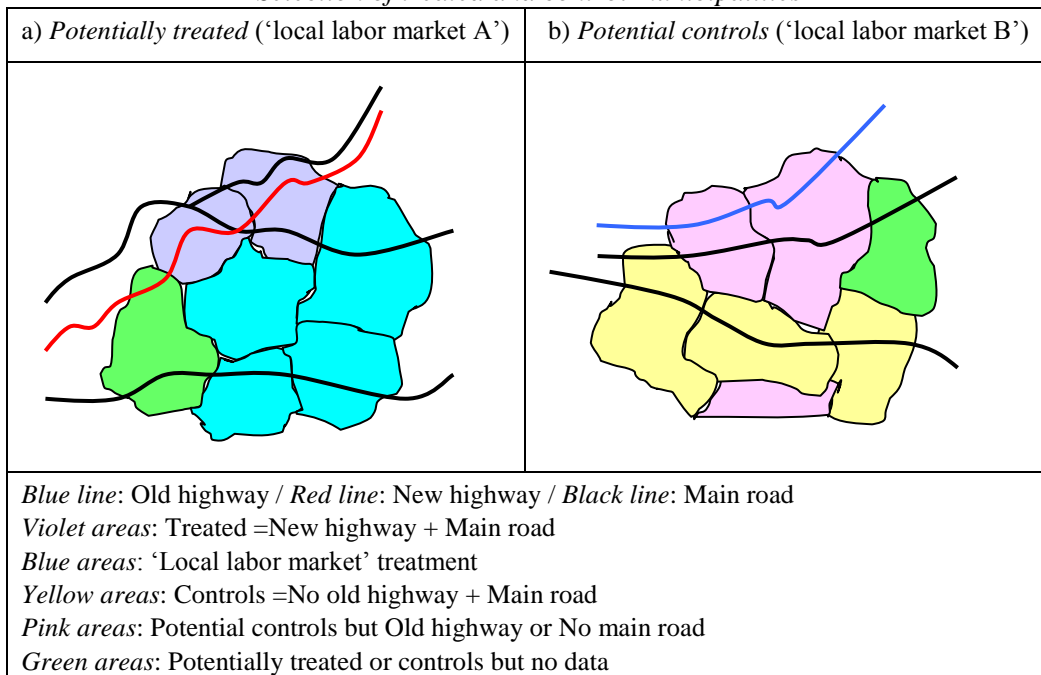 a) Potentially treated (‘local labor market A’)
b) Potential controls (‘local labor market B’)
Blue line: Old highway / Red line: New highway / Black line: Main road
Violet areas: Treated =New highway + Main road
Blue areas: ‘Local labor market’ treatment
Yellow areas: Controls =No old highway + Main road
Pink areas: Potential controls but Old highway or No main road
Green areas: Potentially treated or controls but no data